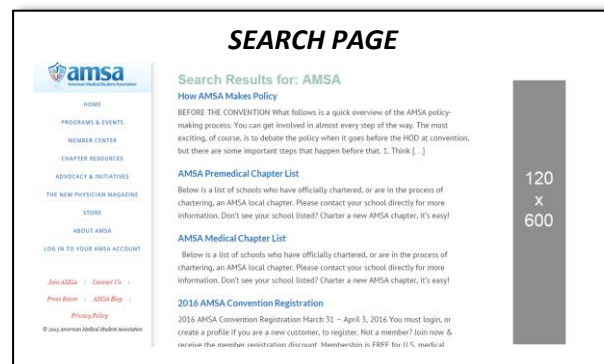 SEARCH PAGE
amsa
American Medical Student Association
HOME
PROGRAMS & EVENTS
MEMBER CENTER
CHAPTER RESOURCES
ADVOCACY & INITIATIVES
THE NEW PHYSICIAN MAGAZINE
STORE
ABOUT AMSA
LOG IN TO YOUR AMSA ACCOUNT
Join AMSA | Contact Us |
Press Room | AMSA Blog |
Privacy Policy
© 2015 American Medical Student Association
Search Results for: AMSA
How AMSA Makes Policy
BEFORE THE CONVENTION What follows is a quick overview of the AMSA policy-
making process. You can get involved in almost every step of the way. The most
exciting, of course, is to debate the policy when it goes before the HOD at convention,
but there are some important steps that happen before that. 1. Think [...]
AMSA Premedical Chapter List
Below is a list of schools who have officially chartered, or are in the process of
chartering, an AMSA local chapter. Please contact your school directly for more
information. Don't see your school listed? Charter a new AMSA chapter, it's easy!
AMSA Medical Chapter List
Below is a list of schools who have officially chartered, or are in the process of
chartering, an AMSA local chapter. Please contact your school directly for more
information. Don't see your school listed? Charter a new AMSA chapter, it's easy!
2016 AMSA Convention Registration
2016 AMSA Convention Registration March 31 – April 3, 2016 You must login, or
create a profile if you are a new customer, to register. Not a member? Join now &
receive the member registration discount. Membership is FREE for U.S. medical
120
x
600